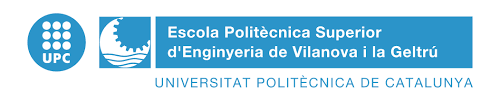 UPC
Escola Politècnica Superior
d'Enginyeria de Vilanova i la Geltrú
UNIVERSITAT POLITÈCNICA DE CATALUNYA